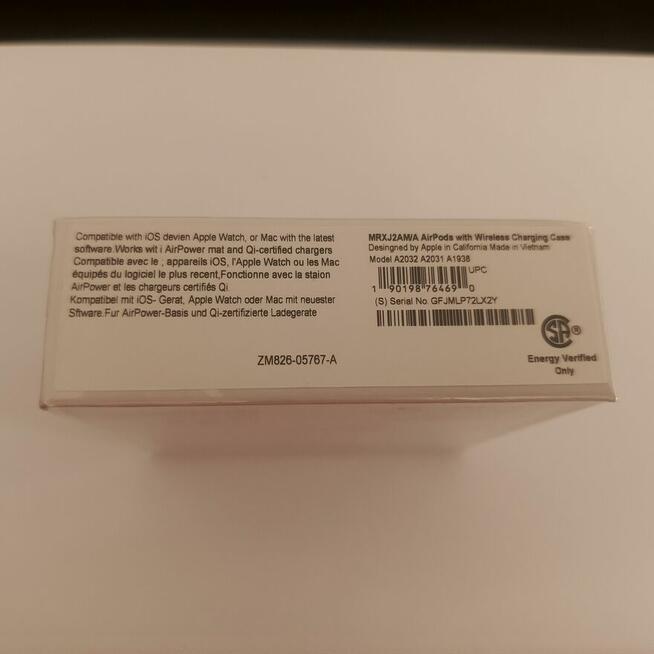 Compatible with iOS devien Apple Watch, or Mac with the latest
software.Works wit i AirPower mat and Qi-certified chargers
Compatible avec le ; appareils iOS, l'Apple Watch ou les Mac
équipés du logiciel le plus recent,Fonctionne avec la staion
AirPower et les chargeurs certifiés Qi
Kompatibel mit iOS- Gerat, Apple Watch oder Mac mit neuester
Sftware.Fur AirPower-Basis und Qi-zertifizierte Ladegerate
ZM826-05767-A
MRXJ2AM/A AirPods with Wireless Charging Case
Desingned by Apple in California Made in Vietnam
Model A2032 A2031 A1938
UPC
1 90198 76469 0
(S) Serial No. GFJMLP72LX2Y
SA®
Energy Verified
Only